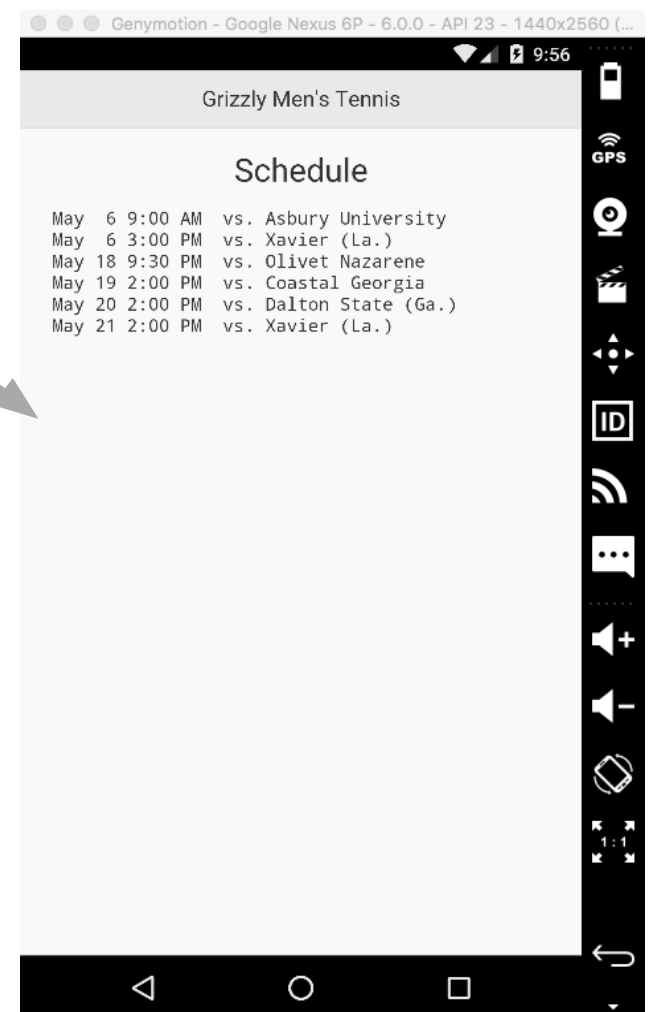 Genymotion - Google Nexus 6P - 6.0.0 - API 23 - 1440x2560 (...
9:56
Grizzly Men's Tennis
GPS
Schedule
May  6 9:00 AM  vs. Asbury University
May  6 3:00 PM  vs. Xavier (La.)
May 18 9:30 PM  vs. Olivet Nazarene
May 19 2:00 PM  vs. Coastal Georgia
May 20 2:00 PM  vs. Dalton State (Ga.)
May 21 2:00 PM  vs. Xavier (La.)
ID
1:1